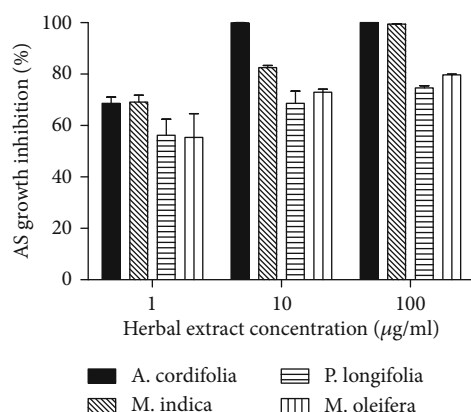 AS growth inhibition (%)
100
80
60
40
20
0
1 10 100
Herbal extract concentration (μg/ml)
A. cordifolia P. longifolia
M. indica M. oleifera